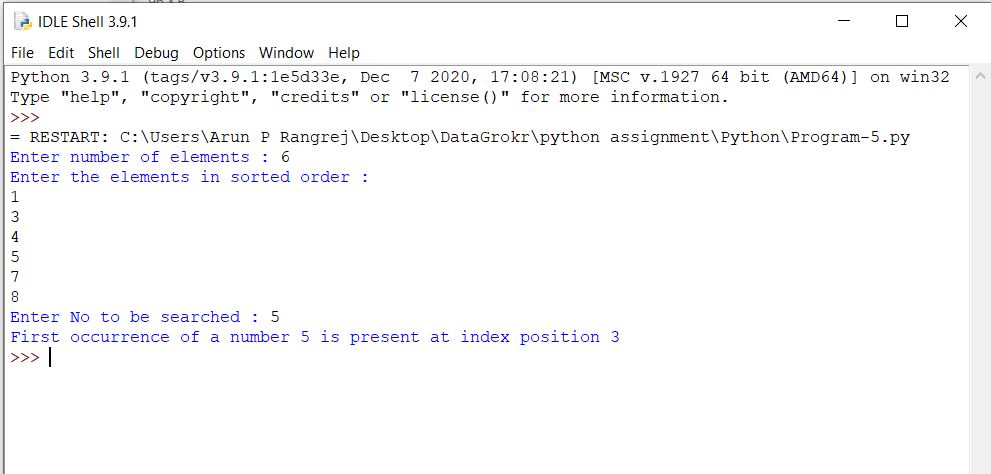 IDLE Shell 3.9.1
File Edit Shell Debug Options Window Help
Python 3.9.1 (tags/v3.9.1:1e5d33e, Dec  7 2020, 17:08:21) [MSC v.1927 64 bit (AMD64)] on win32
Type "help", "copyright", "credits" or "license()" for more information.
>>>
= RESTART: C:\Users\Arun P Rangrej\Desktop\DataGrokr\python assignment\Python\Program-5.py
Enter number of elements : 6
Enter the elements in sorted order :
1
3
4
5
7
8
Enter No to be searched : 5
First occurrence of a number 5 is present at index position 3
>>>